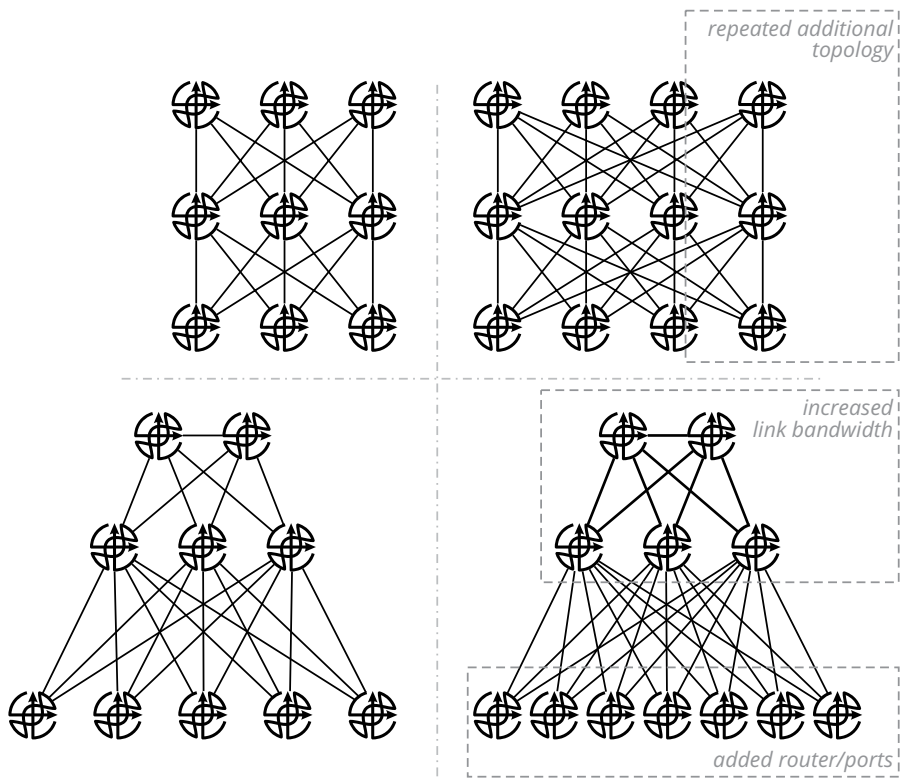 repeated additional
topology
increased
link bandwidth
added router/ports